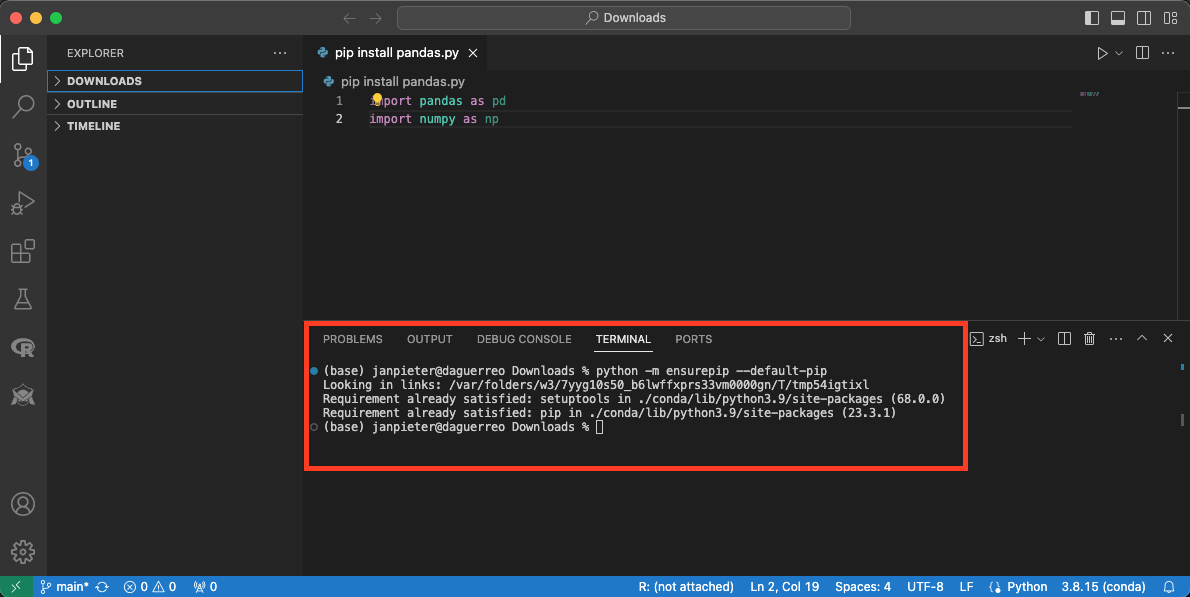 Downloads
EXPLORER
DOWNLOADS
OUTLINE
TIMELINE
1
pip install pandas.py
pip install pandas.py
1 import pandas as pd
2 import numpy as np
PROBLEMS OUTPUT DEBUG CONSOLE TERMINAL PORTS
zsh
(base) janpieter@daguerreo Downloads % python -m ensurepip --default-pip
Looking in links: /var/folders/w3/7yyg10s50_b6lwffxprs33vm0000gn/T/tmp54igtixl
Requirement already satisfied: setuptools in ./conda/lib/python3.9/site-packages (68.0.0)
Requirement already satisfied: pip in ./conda/lib/python3.9/site-packages (23.3.1)
(base) janpieter@daguerreo Downloads %
main* 0 0 0 R: (not attached) Ln 2, Col 19 Spaces: 4 UTF-8 LF Python 3.8.15 (conda)